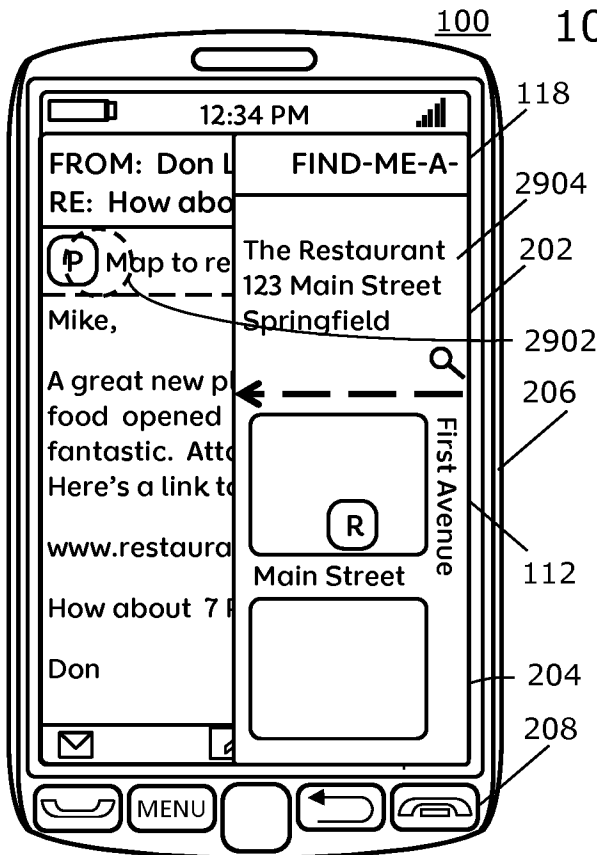 100 10
12:34 PM
118
FROM: Don L
FIND-ME-A-
RE: How abo
2904
P Map to re
The Restaurant
123 Main Street
Springfield
202
2902
Mike,
A great new pl
food opened
fantastic. Atto
Here's a link to
206
First Avenue
R
www.restaura
Main Street
112
How about 7 P
Don
204
208
MENU